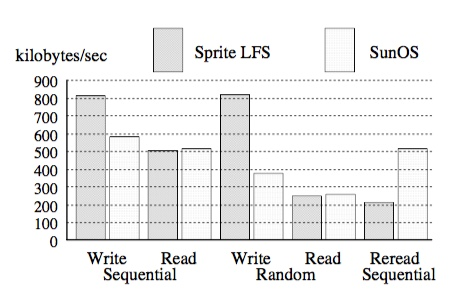 Sprite LFS SunOS
kilobytes/sec
900
800
700
600
500
400
300
200
100
0
Write Read Write Read Reread
Sequential Random Sequential